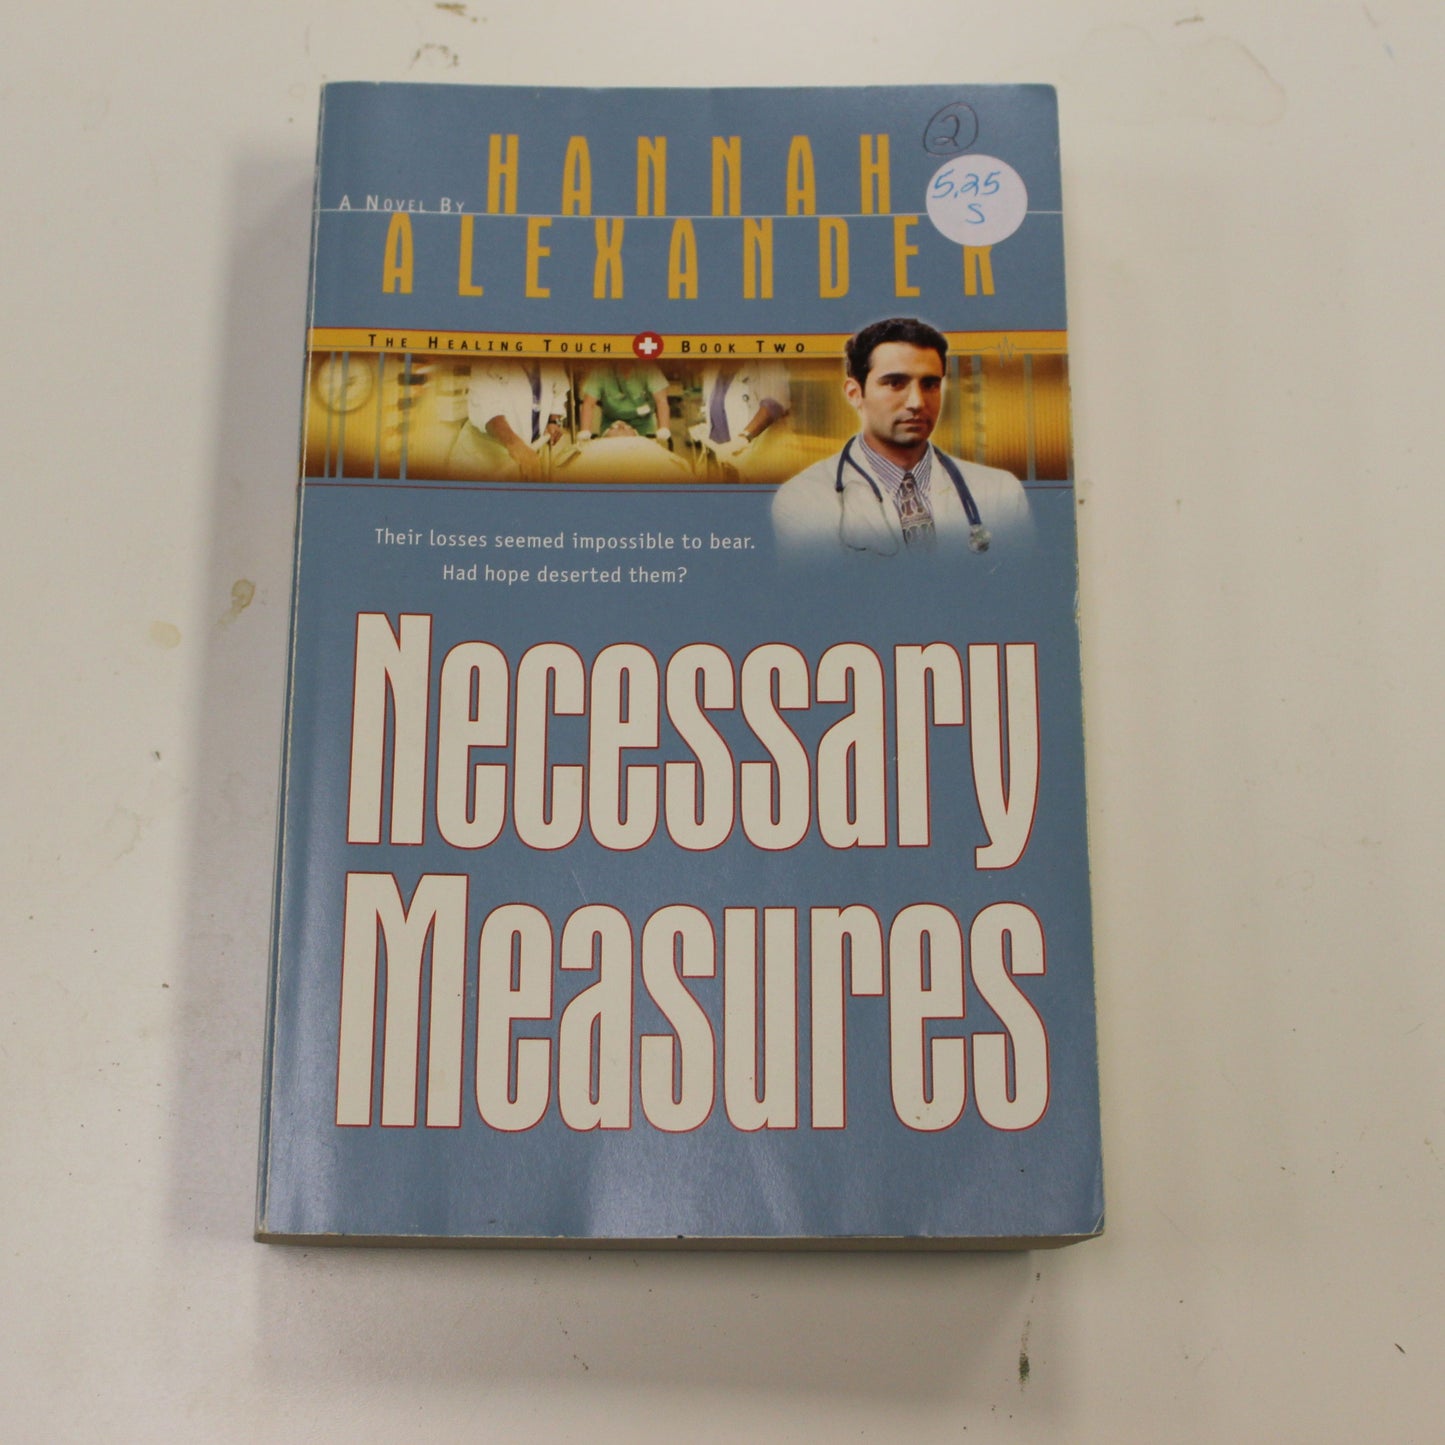 2
5.25
S
A Novel By HANNAH
ALEXANDER
The Healing Touch Book Two
Their losses seemed impossible to bear.
Had hope deserted them?
Necessary
Measures